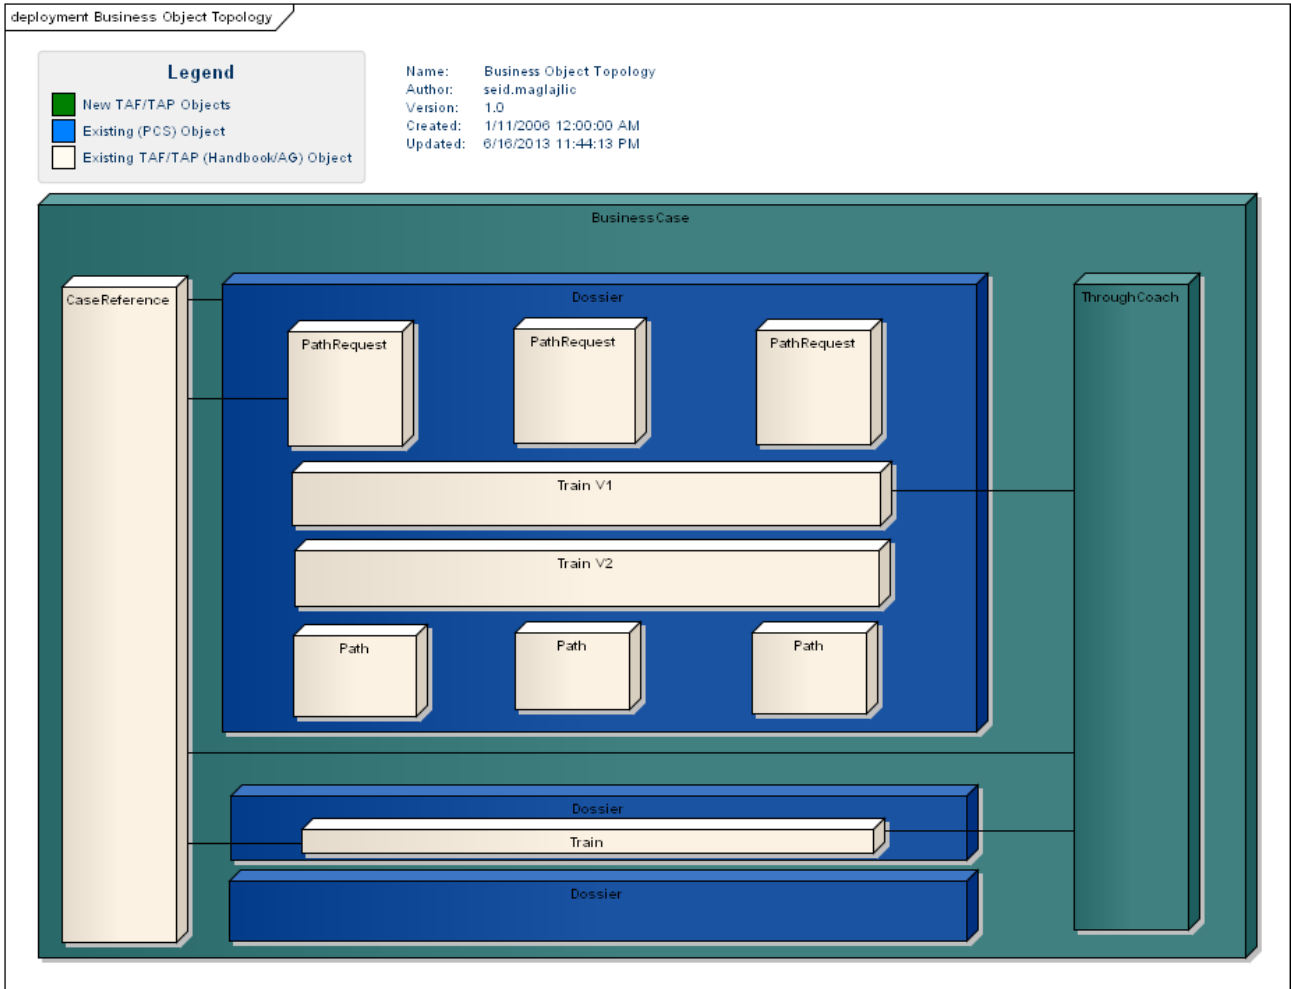 deployment Business Object Topology
Legend
New TAF/TAP Objects
Existing (PCS) Object
Existing TAF/TAP (Handbook/AG) Object
Name: Business Object Topology
Author: seid.maglajlic
Version: 1.0
Created: 1/11/2006 12:00:00 AM
Updated: 6/16/2013 11:44:13 PM
BusinessCase
CaseReference
Dossier
ThroughCoach
PathRequest
PathRequest
PathRequest
Train V1
Train V2
Path
Path
Path
Dossier
Train
Dossier